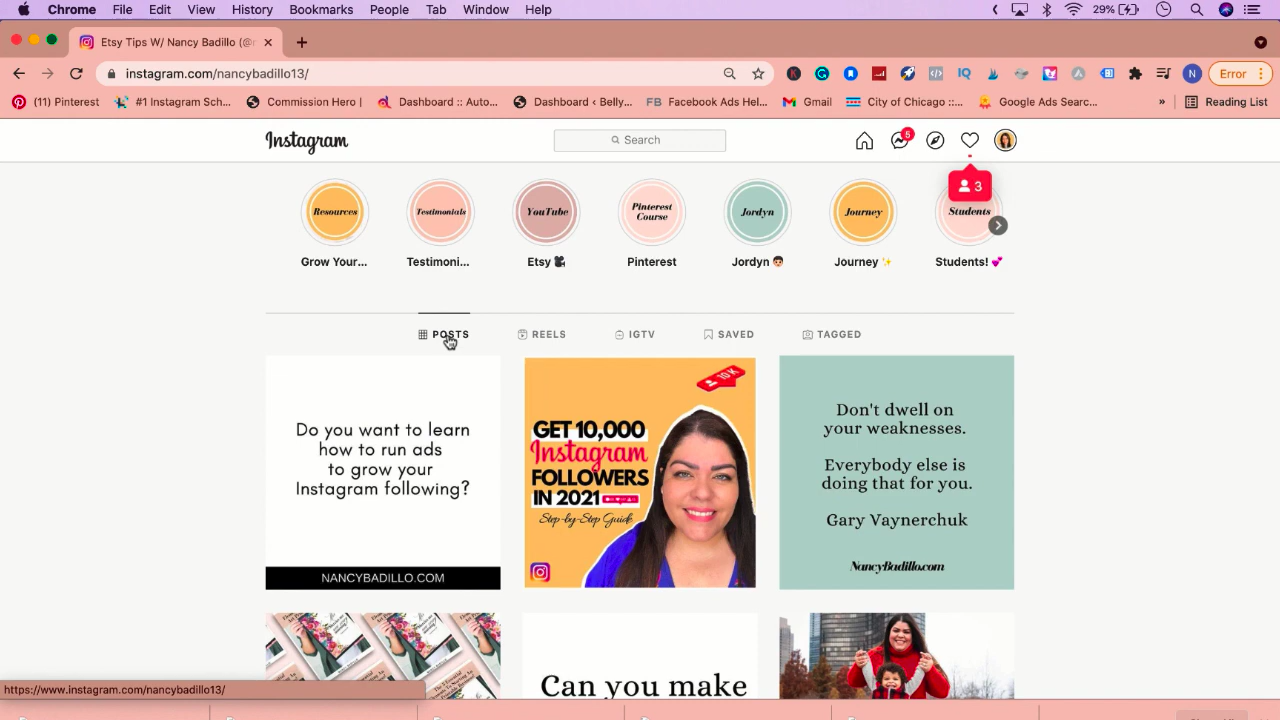 Chrome File Edit View History Bookmarks People Tab Window Help 29%
Etsy Tips W/ Nancy Badillo (@r
instagram.com/nancybadillo13/ IQ N Error
(11) Pinterest #1 Instagram Sch... Commission Hero | Dashboard :: Auto... Dashboard ‹ Belly... FB Facebook Ads Hel... Gmail City of Chicago ::... Google Ads Searc... » Reading List
Instagram Search 5
3
Resources Testimonials YouTube Pinterest Course Jordyn Journey Students
Grow Your... Testimoni... Etsy Pinterest Jordyn Journey Students!
POSTS REELS IGTV SAVED TAGGED
Do you want to learn
how to run ads
to grow your
Instagram following?
NANCYBADILLO.COM
10 K
GET 10,000
Instagram
FOLLOWERS
IN 2021
Step-by-Step Guide
Don't dwell on
your weaknesses.
Everybody else is
doing that for you.
Gary Vaynerchuk
NancyBadillo.com
Can you make
https://www.instagram.com/nancybadillo13/